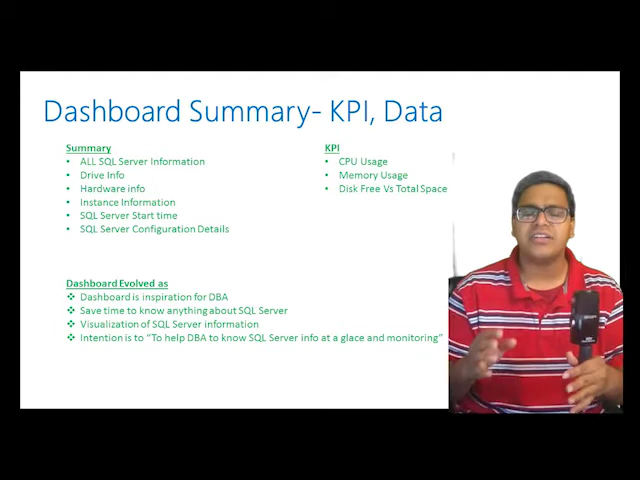 Dashboard Summary- KPI, Data
Summary
• ALL SQL Server Information
• Drive Info
• Hardware info
• Instance Information
• SQL Server Start time
• SQL Server Configuration Details
KPI
• CPU Usage
• Memory Usage
• Disk Free Vs Total Space
Dashboard Evolved as
❖ Dashboard is inspiration for DBA
❖ Save time to know anything about SQL Server
❖ Visualization of SQL Server information
❖ Intention is to “To help DBA to know SQL Server info at a glace and monitoring”